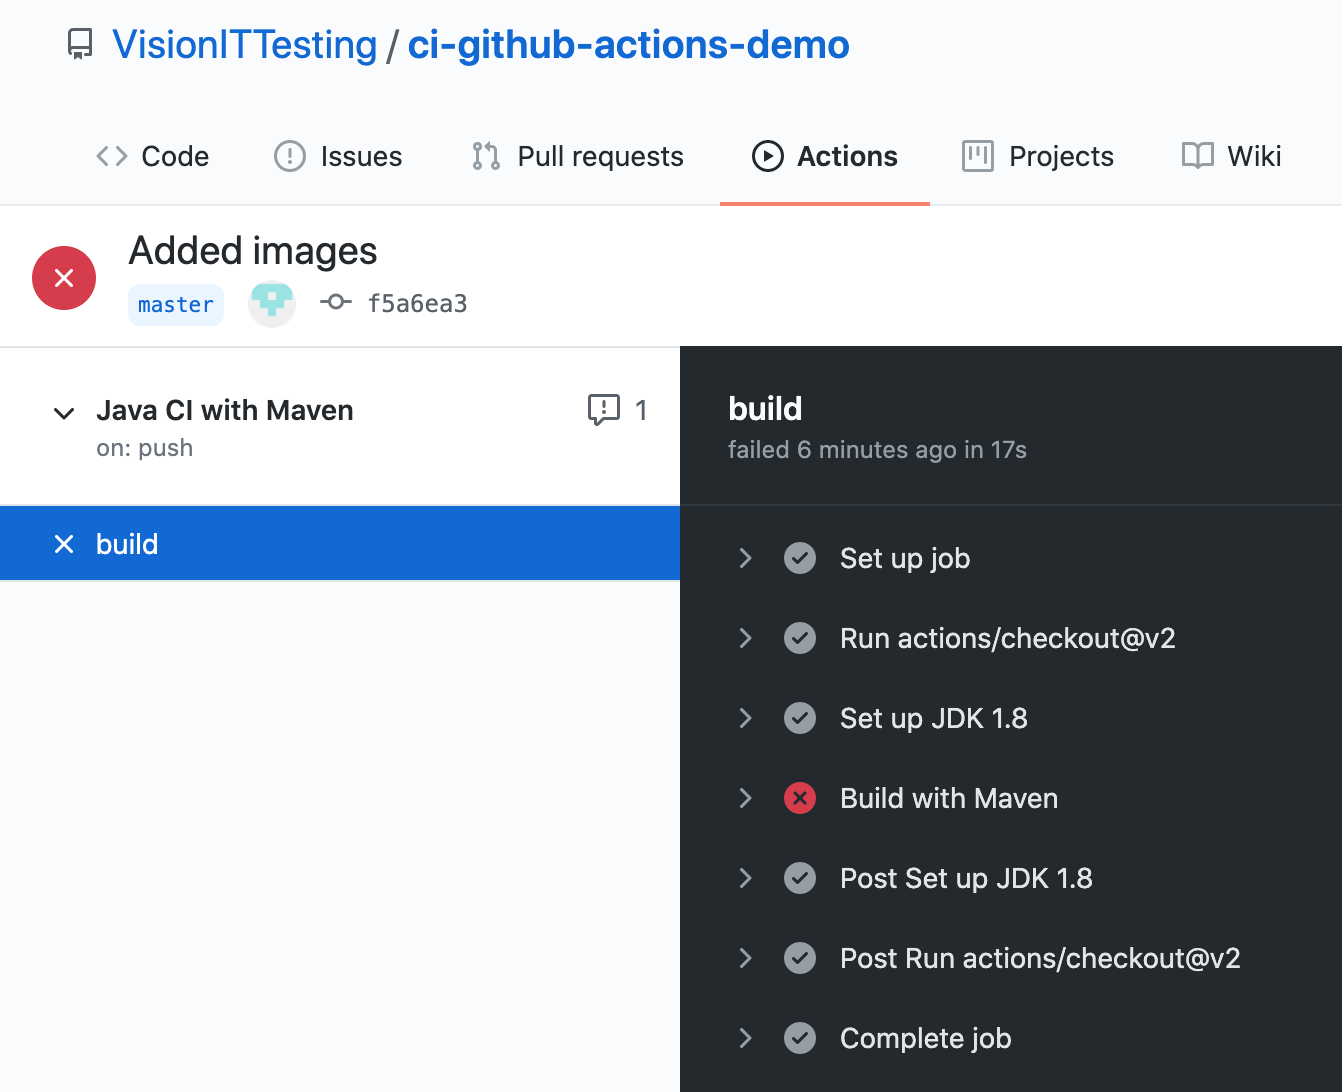 VisionITTesting / ci-github-actions-demo
Code Issues Pull requests Actions Projects Wiki
Added images
master f5a6ea3
Java CI with Maven 1
on: push
build
build
failed 6 minutes ago in 17s
Set up job
Run actions/checkout@v2
Set up JDK 1.8
Build with Maven
Post Set up JDK 1.8
Post Run actions/checkout@v2
Complete job